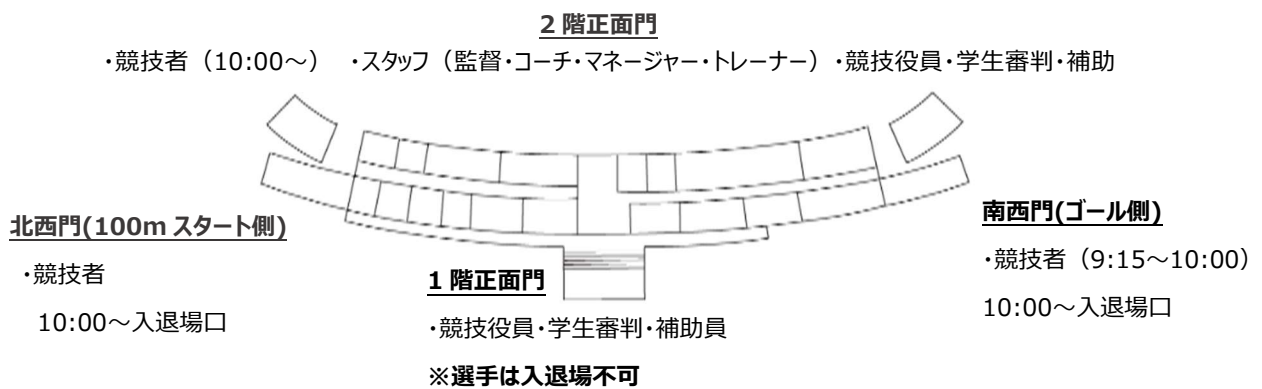 2 階正面門
・競技者（10:00～） ・スタッフ（監督・コーチ・マネージャー・トレーナー）・競技役員・学生審判・補助
北西門(100m スタート側)
・競技者
10:00～入退場口
1 階正面門
・競技役員・学生審判・補助員
※選手は入退場不可
南西門(ゴール側)
・競技者（9:15～10:00）
10:00～入退場口